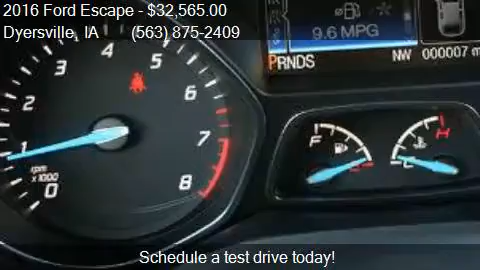 2016 Ford Escape - $32,565.00
Dyersville, IA (563) 875-2409
9.6 MPG
PRNDS NW 000007 m
4
3 5
2 6
1 7
0 8
rpm
x 1000
F
H
C
Schedule a test drive today!